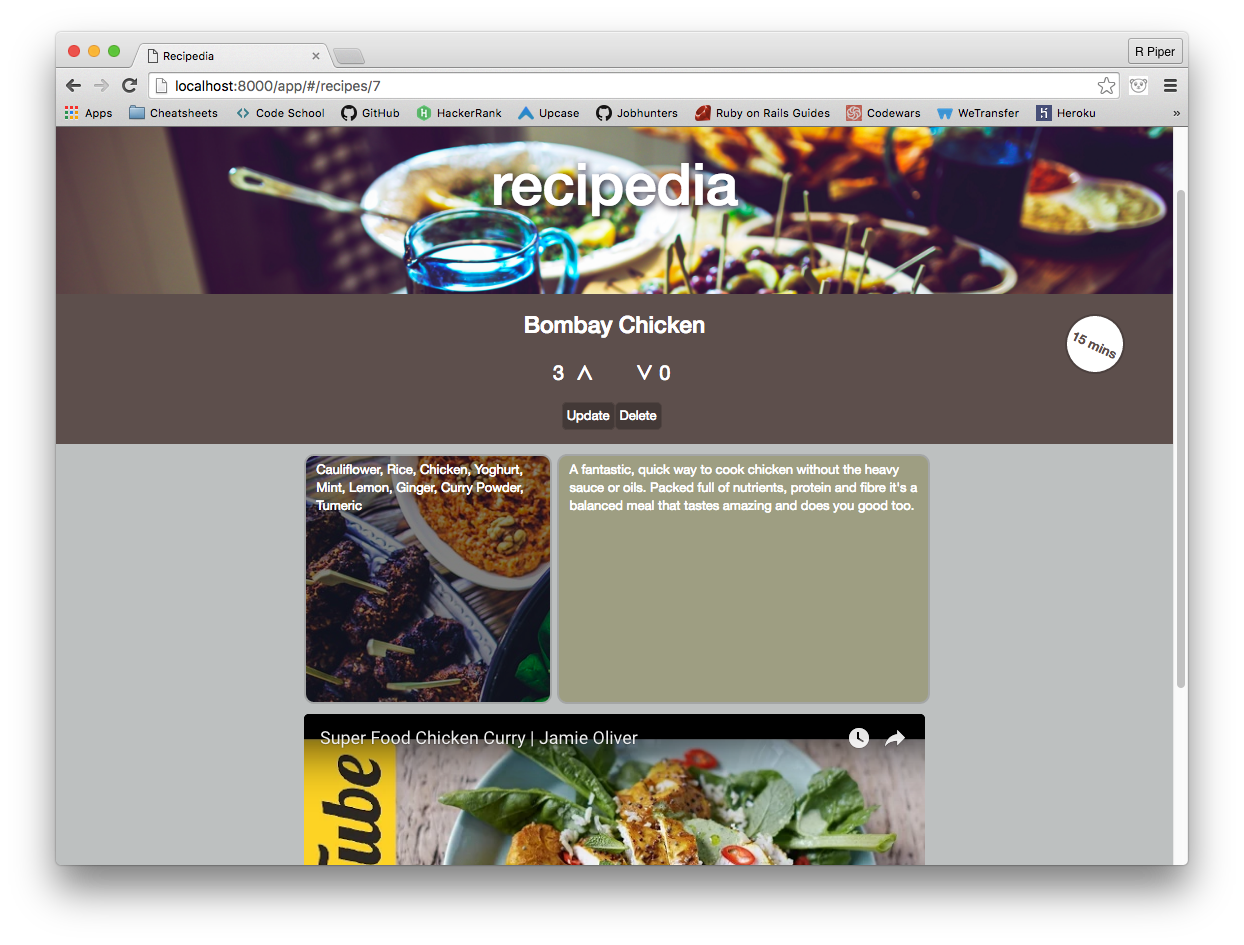 Recipedia
R Piper
localhost:8000/app/#/recipes/7
Apps Cheatsheets Code School GitHub HackerRank Upcase Jobhunters Ruby on Rails Guides Codewars WeTransfer Heroku »
recipedia
Bombay Chicken
15 mins
3 0
Update Delete
Cauliflower, Rice, Chicken, Yoghurt,
Mint, Lemon, Ginger, Curry Powder,
Tumeric
A fantastic, quick way to cook chicken without the heavy
sauce or oils. Packed full of nutrients, protein and fibre it's a
balanced meal that tastes amazing and does you good too.
Super Food Chicken Curry | Jamie Oliver
Tube